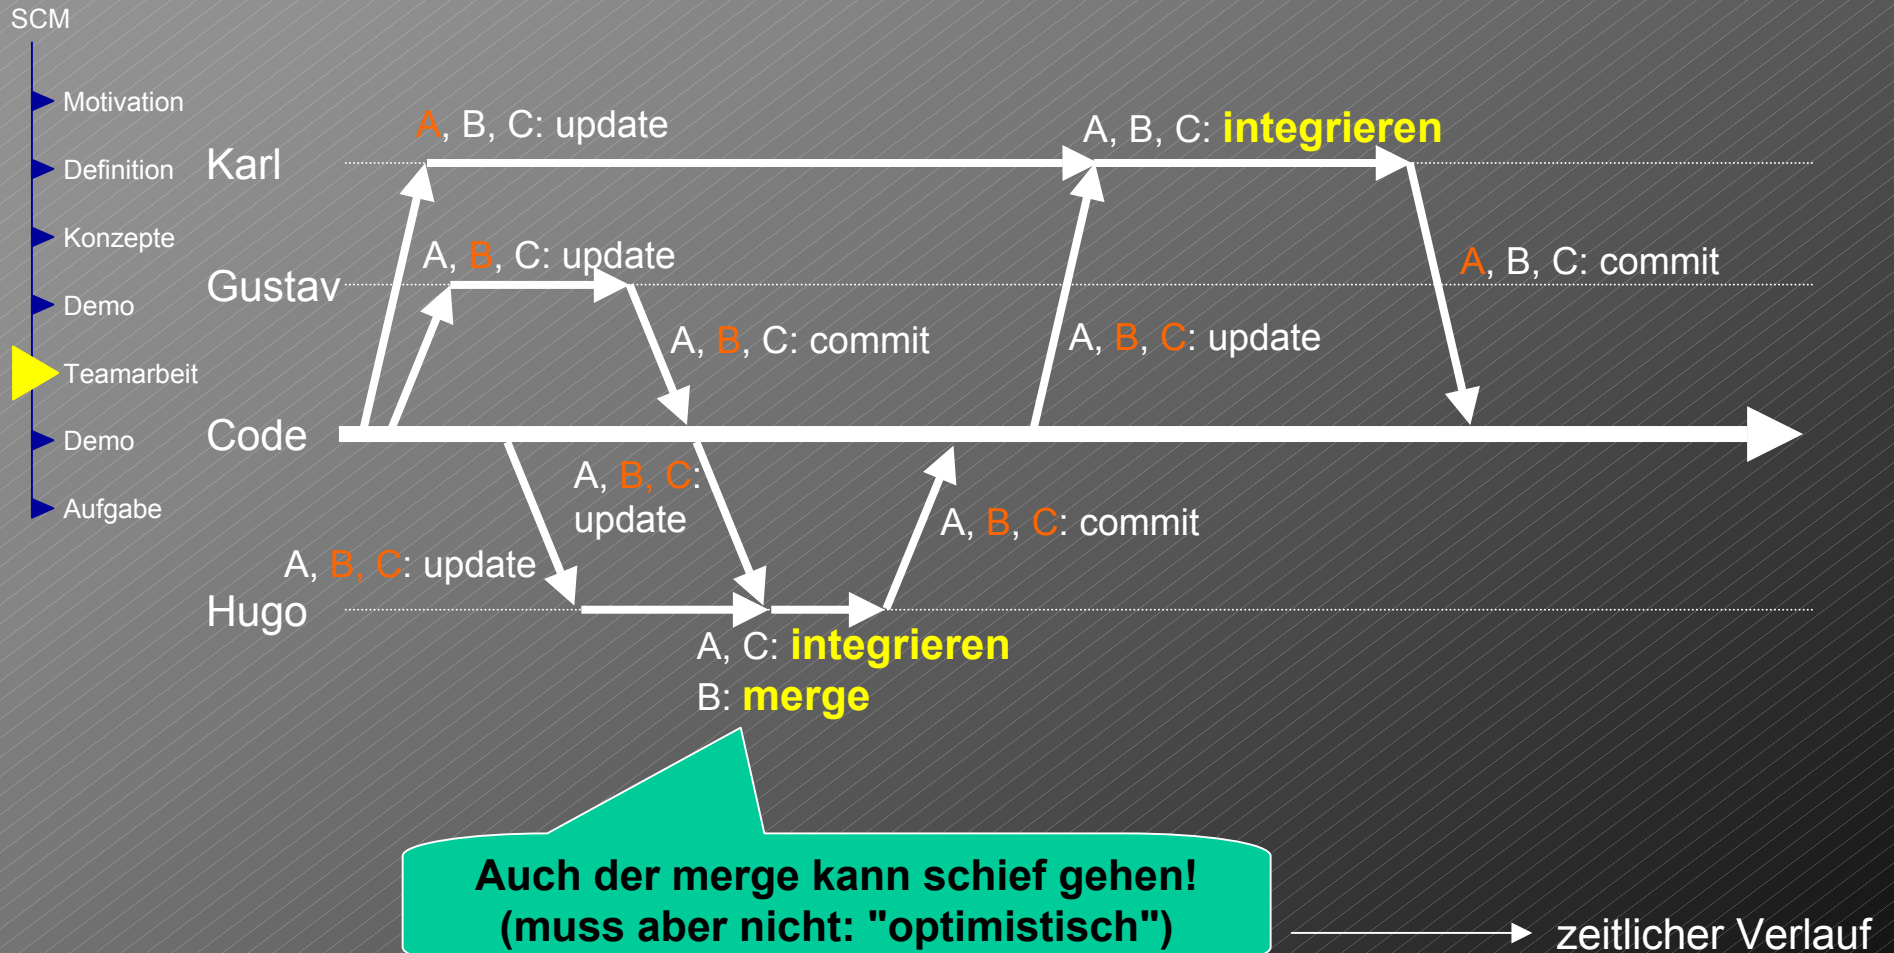 SCM
Motivation
Definition
Konzepte
Demo
Teamarbeit
Demo
Aufgabe
A, B, C: update
A, B, C: integrieren
Karl
A, B, C: update
A, B, C: commit
Gustav
A, B, C: commit
A, B, C: update
Code
A, B, C:
update
A, B, C: commit
A, B, C: update
Hugo
A, C: integrieren
B: merge
Auch der merge kann schief gehen!
(muss aber nicht: "optimistisch")
zeitlicher Verlauf